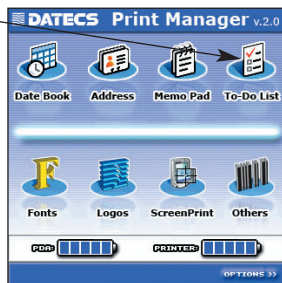 DATECS Print Manager v.2.0
Date Book Address Memo Pad To-Do List
Fonts Logos ScreenPrint Others
PDA: PRINTER:
OPTIONS >>